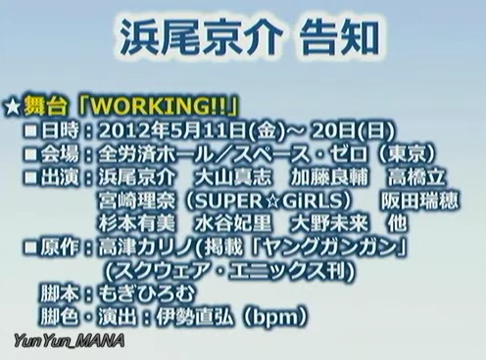 浜尾京介 告知
★舞台「WORKING!!」
■日時：2012年5月11日(金)～ 20日(日)
■会場：全労済ホール／スペース・ゼロ（東京）
■出演：浜尾京介　大山真志　加藤良輔　高橋立
宮崎理奈（SUPER☆GiRLS）　阪田瑞穂
杉本有美　水谷妃里　大野未来　他
■原作：高津カリノ(掲載「ヤングガンガン」
(スクウェア・エニックス刊)
脚本：もぎひろむ
脚色・演出：伊勢直弘（bpm）
YunYun_MANA